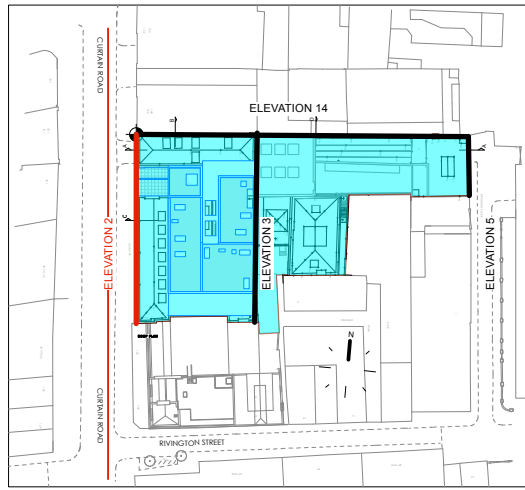 CURTAIN ROAD
ELEVATION 14
ELEVATION 2
ELEVATION 3
ELEVATION 5
N
CURTAIN ROAD
RIVINGTON STREET